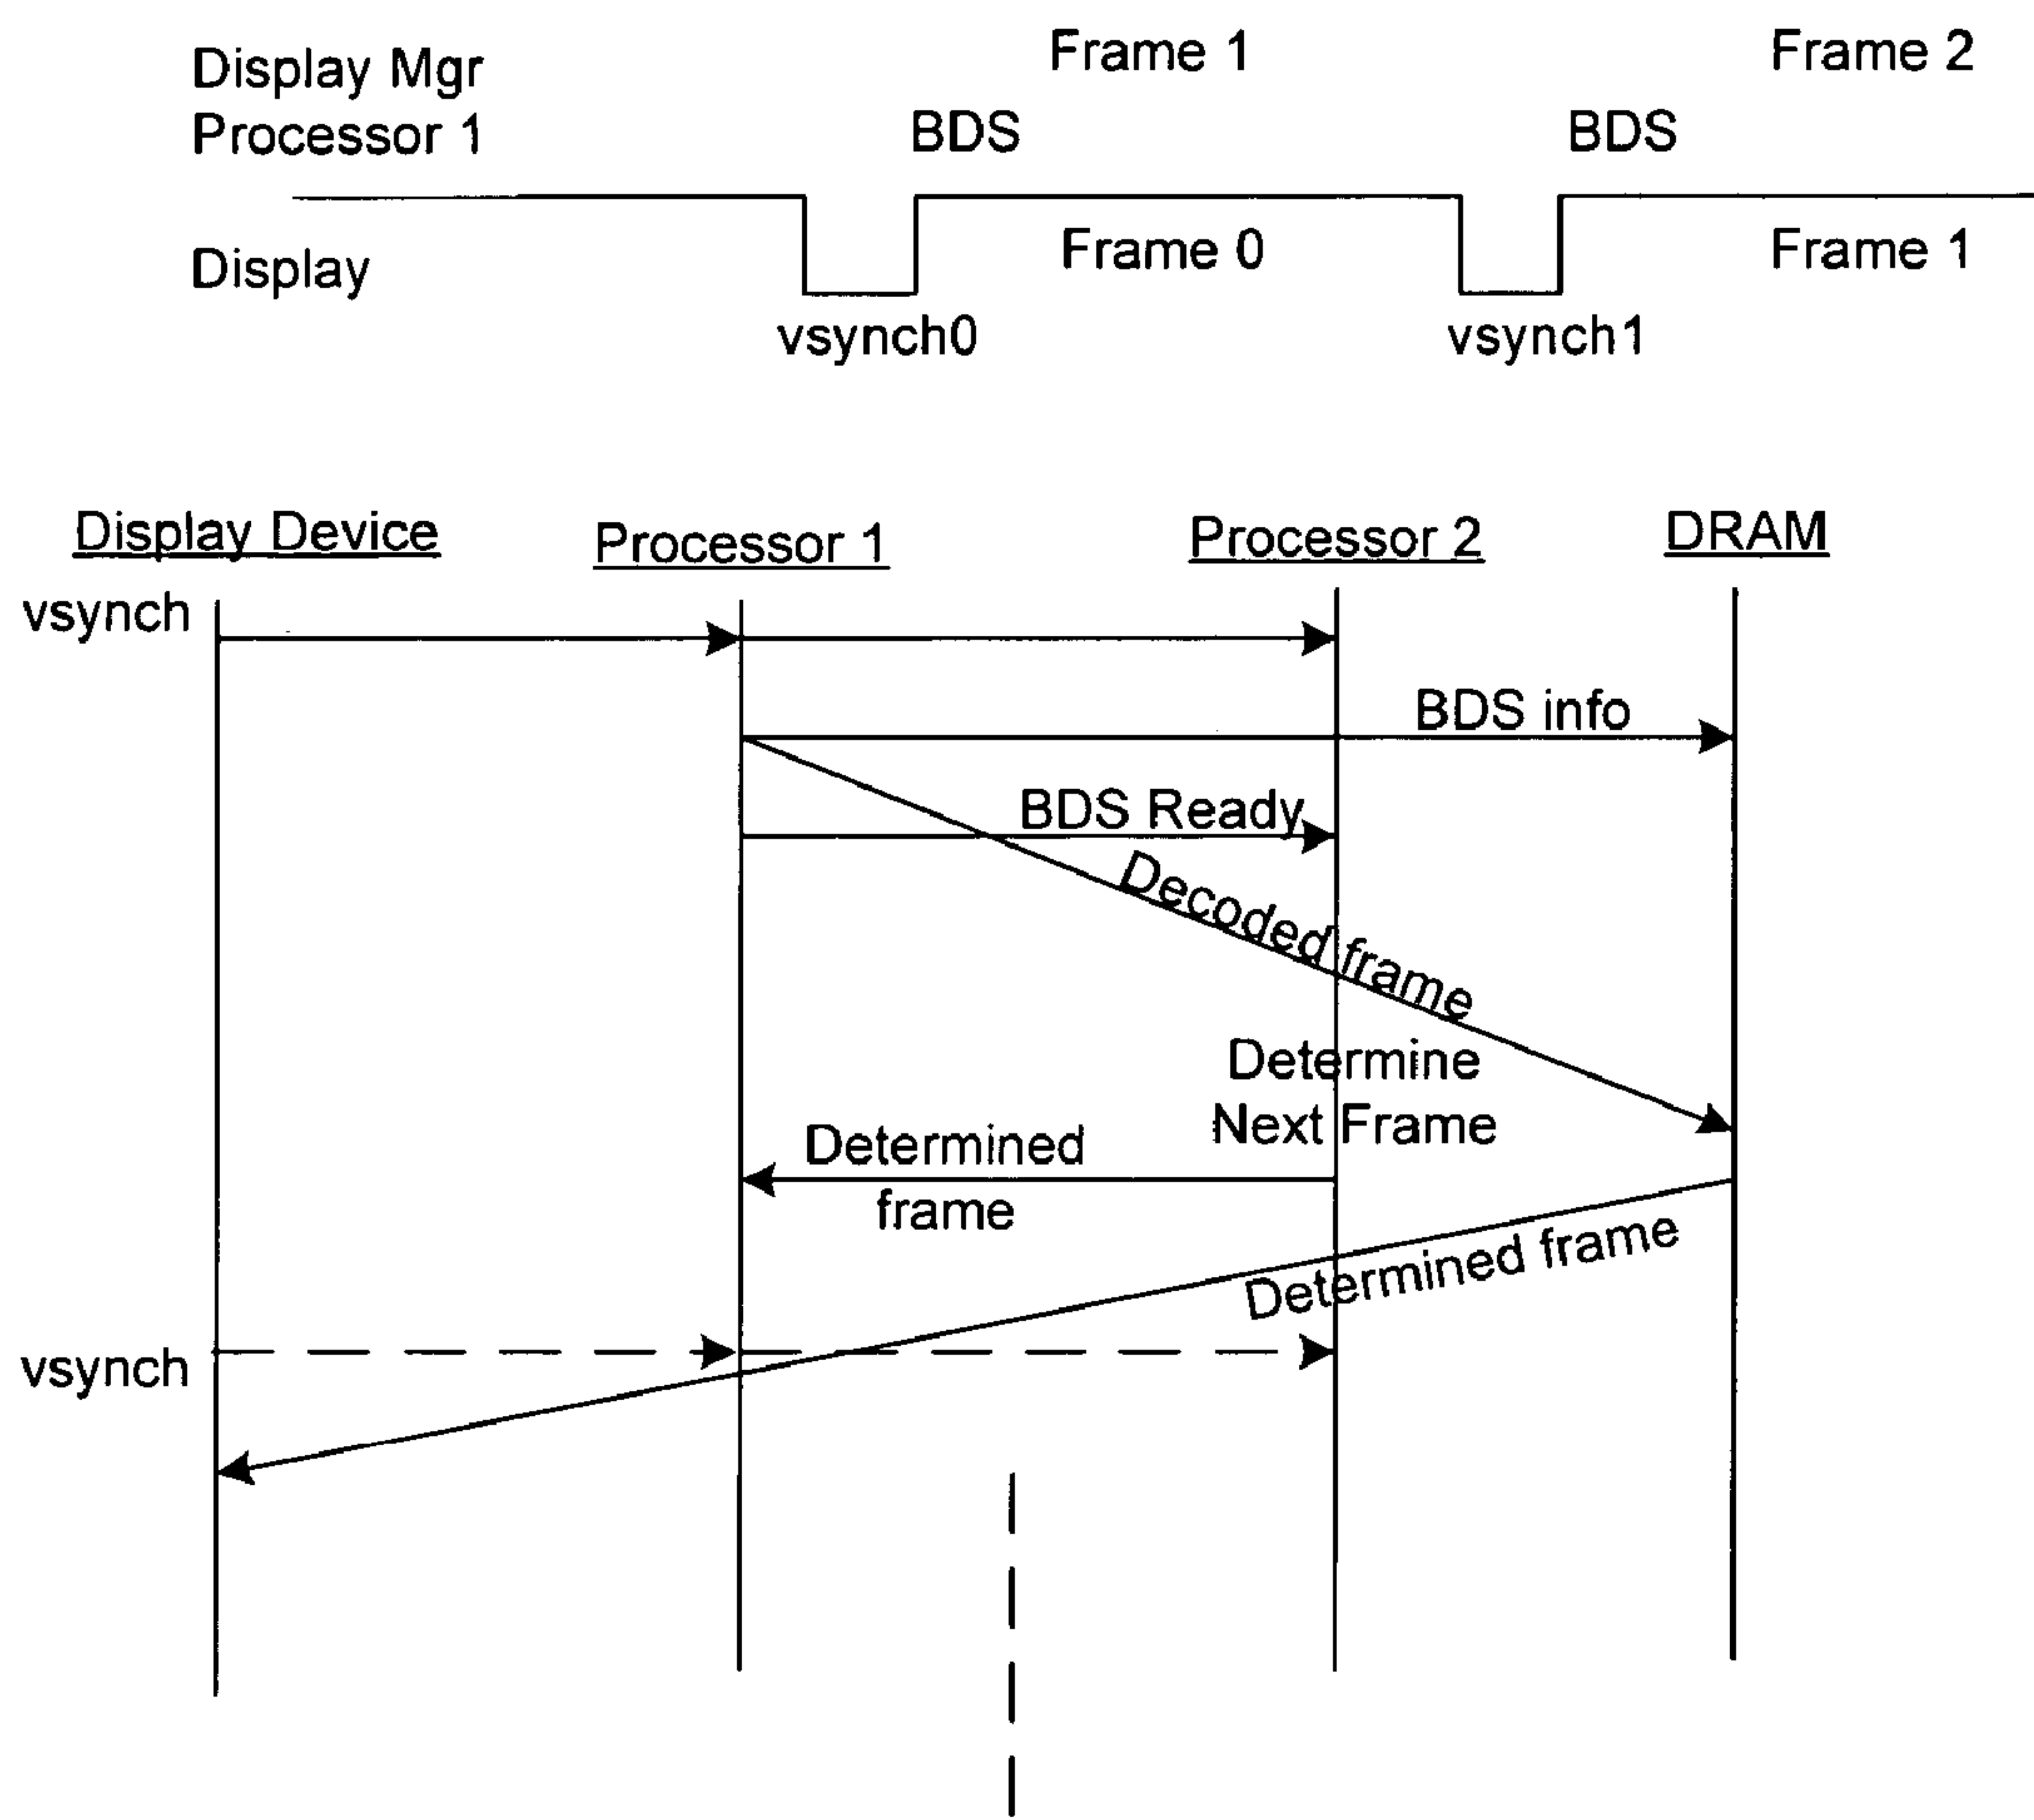 Frame 1
Frame 2
Display Mgr
Processor 1
BDS
BDS
Display
Frame 0
Frame 1
vsynch0
vsynch1
Display Device
Processor 1
Processor 2
DRAM
vsynch
BDS info
BDS Ready
Decoded frame
Determine
Next Frame
Determined
frame
Determined frame
vsynch